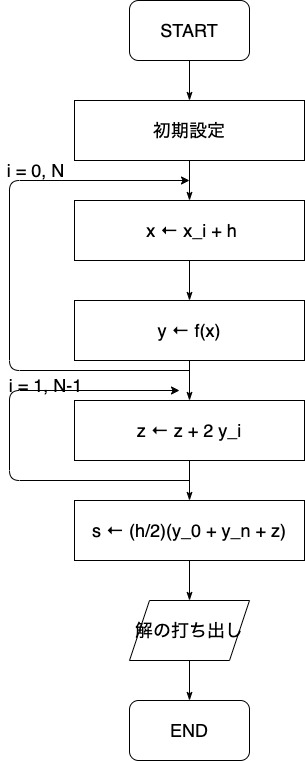 START
初期設定
i = 0, N
x ← x_i + h
y ← f(x)
i = 1, N-1
z ← z + 2 y_i
s ← (h/2)(y_0 + y_n + z)
解の打ち出し
END